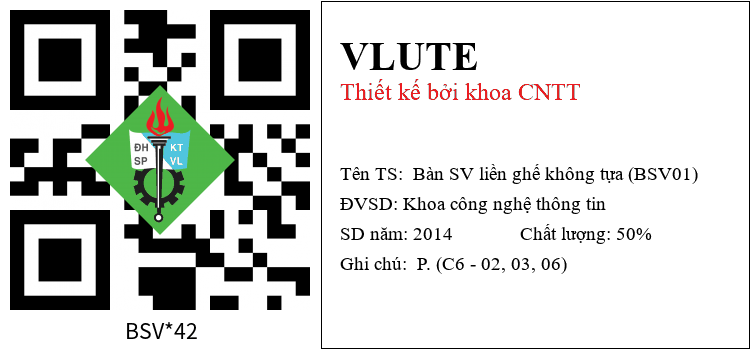 ĐH KT
SP VL
BSV*42
VLUTE
Thiết kế bởi khoa CNTT
Tên TS: Bàn SV liền ghế không tựa (BSV01)
ĐVSD: Khoa công nghệ thông tin
SD năm: 2014 Chất lượng: 50%
Ghi chú: P. (C6 - 02, 03, 06)